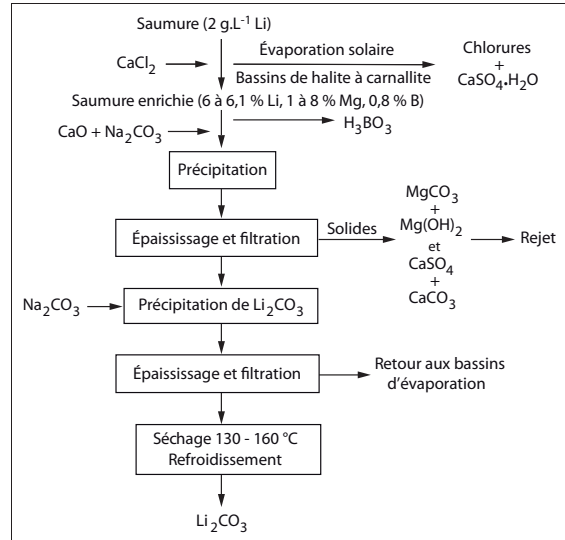 Saumure (2 g.L⁻¹ Li)
CaCl₂
Évaporation solaire
Bassins de halite à carnallite
Chlorures
+
CaSO₄•H₂O
Saumure enrichie (6 à 6,1 % Li, 1 à 8 % Mg, 0,8 % B)
CaO + Na₂CO₃
H₃BO₃
Précipitation
Épaississage et filtration
Solides
MgCO₃
+
Mg(OH)₂
et
CaSO₄
+
CaCO₃
Rejet
Na₂CO₃
Précipitation de Li₂CO₃
Épaississage et filtration
Retour aux bassins
d'évaporation
Séchage 130 - 160 °C
Refroidissement
Li₂CO₃